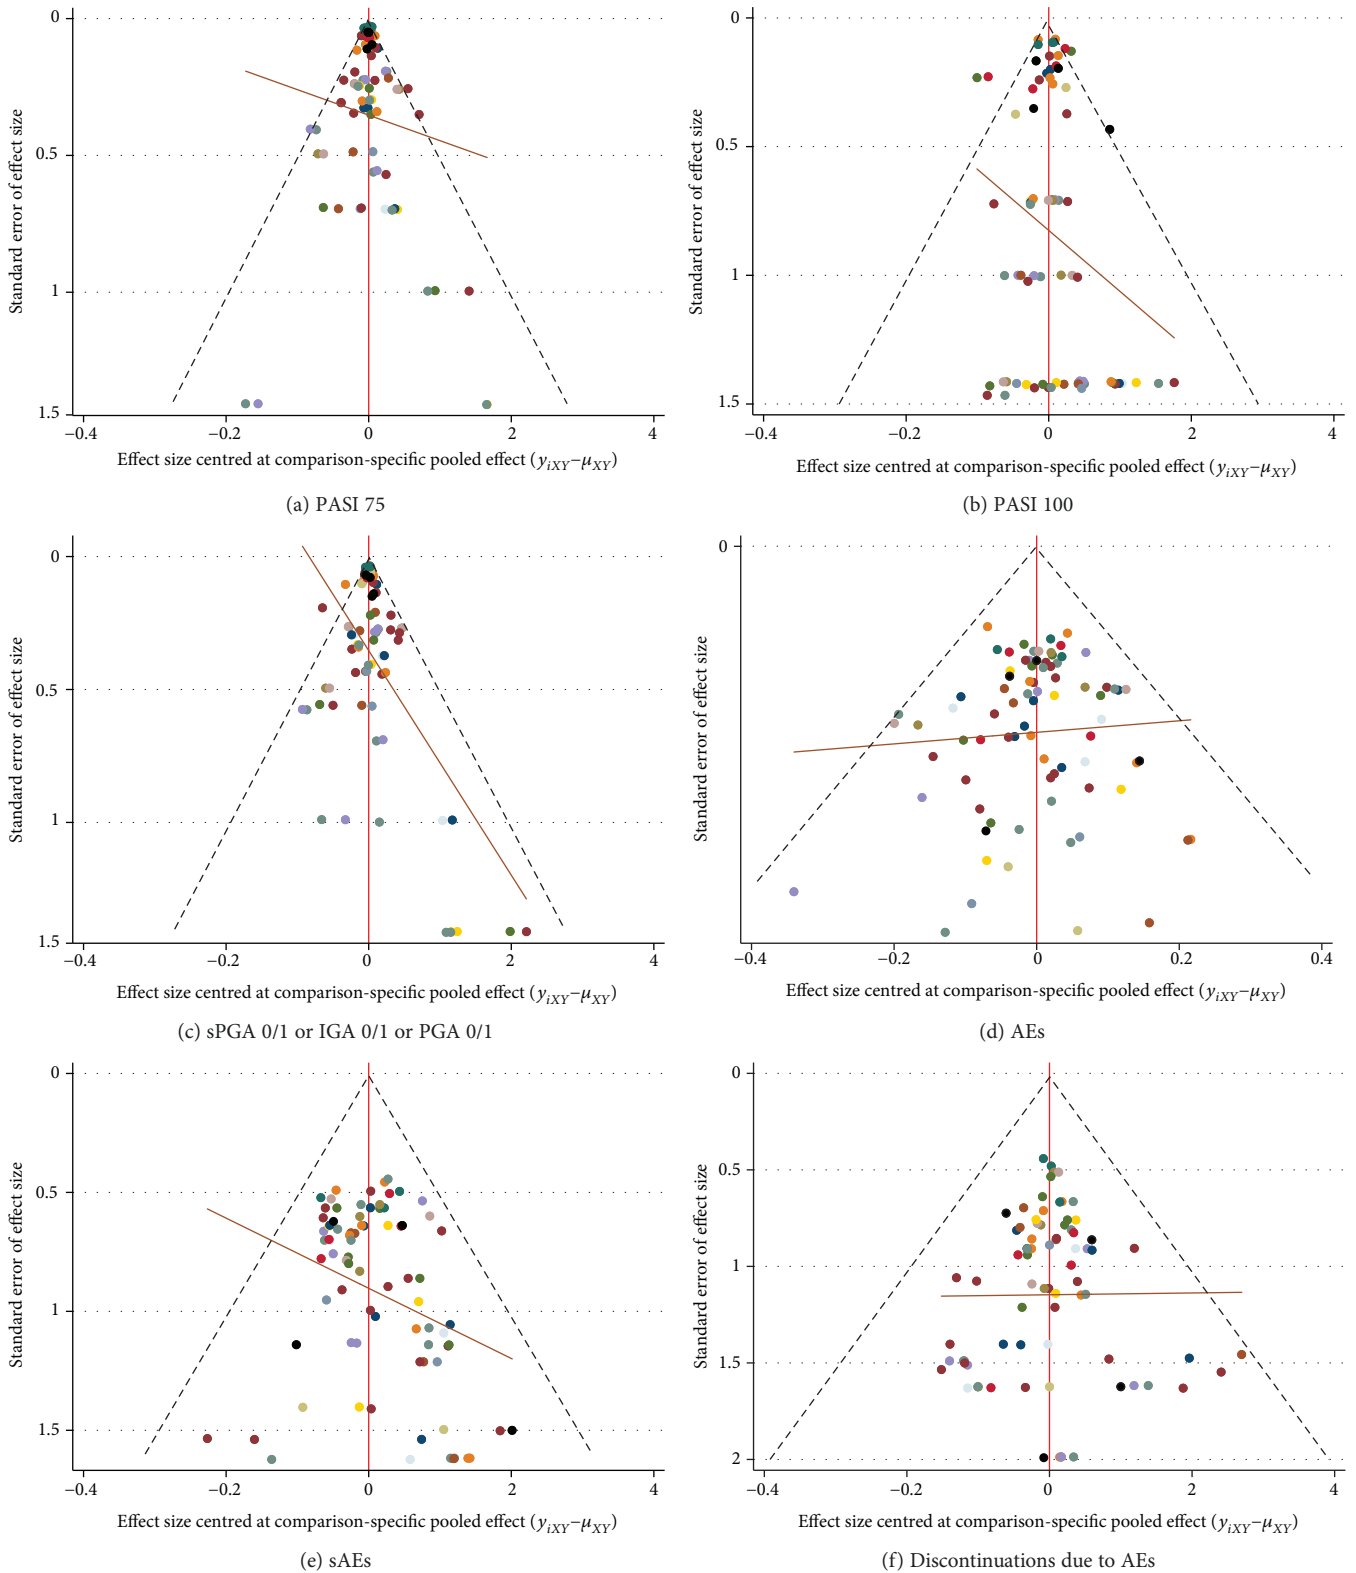 0
0.5
1
1.5
Standard error of effect size
−0.4
−0.2
0
2
4
Effect size centred at comparison-specific pooled effect (yiXY–μXY)
(a) PASI 75
0
0.5
1
1.5
Standard error of effect size
−0.4
−0.2
0
2
4
Effect size centred at comparison-specific pooled effect (yiXY–μXY)
(b) PASI 100
0
0.5
1
1.5
Standard error of effect size
−0.4
−0.2
0
2
4
Effect size centred at comparison-specific pooled effect (yiXY–μXY)
(c) sPGA 0/1 or IGA 0/1 or PGA 0/1
0
Standard error of effect size
−0.4
−0.2
0
0.2
0.4
Effect size centred at comparison-specific pooled effect (yiXY–μXY)
(d) AEs
0
0.5
1
1.5
Standard error of effect size
−0.4
−0.2
0
2
4
Effect size centred at comparison-specific pooled effect (yiXY–μXY)
(e) sAEs
0
0.5
1
1.5
2
Standard error of effect size
−0.4
−0.2
0
2
4
Effect size centred at comparison-specific pooled effect (yiXY–μXY)
(f) Discontinuations due to AEs